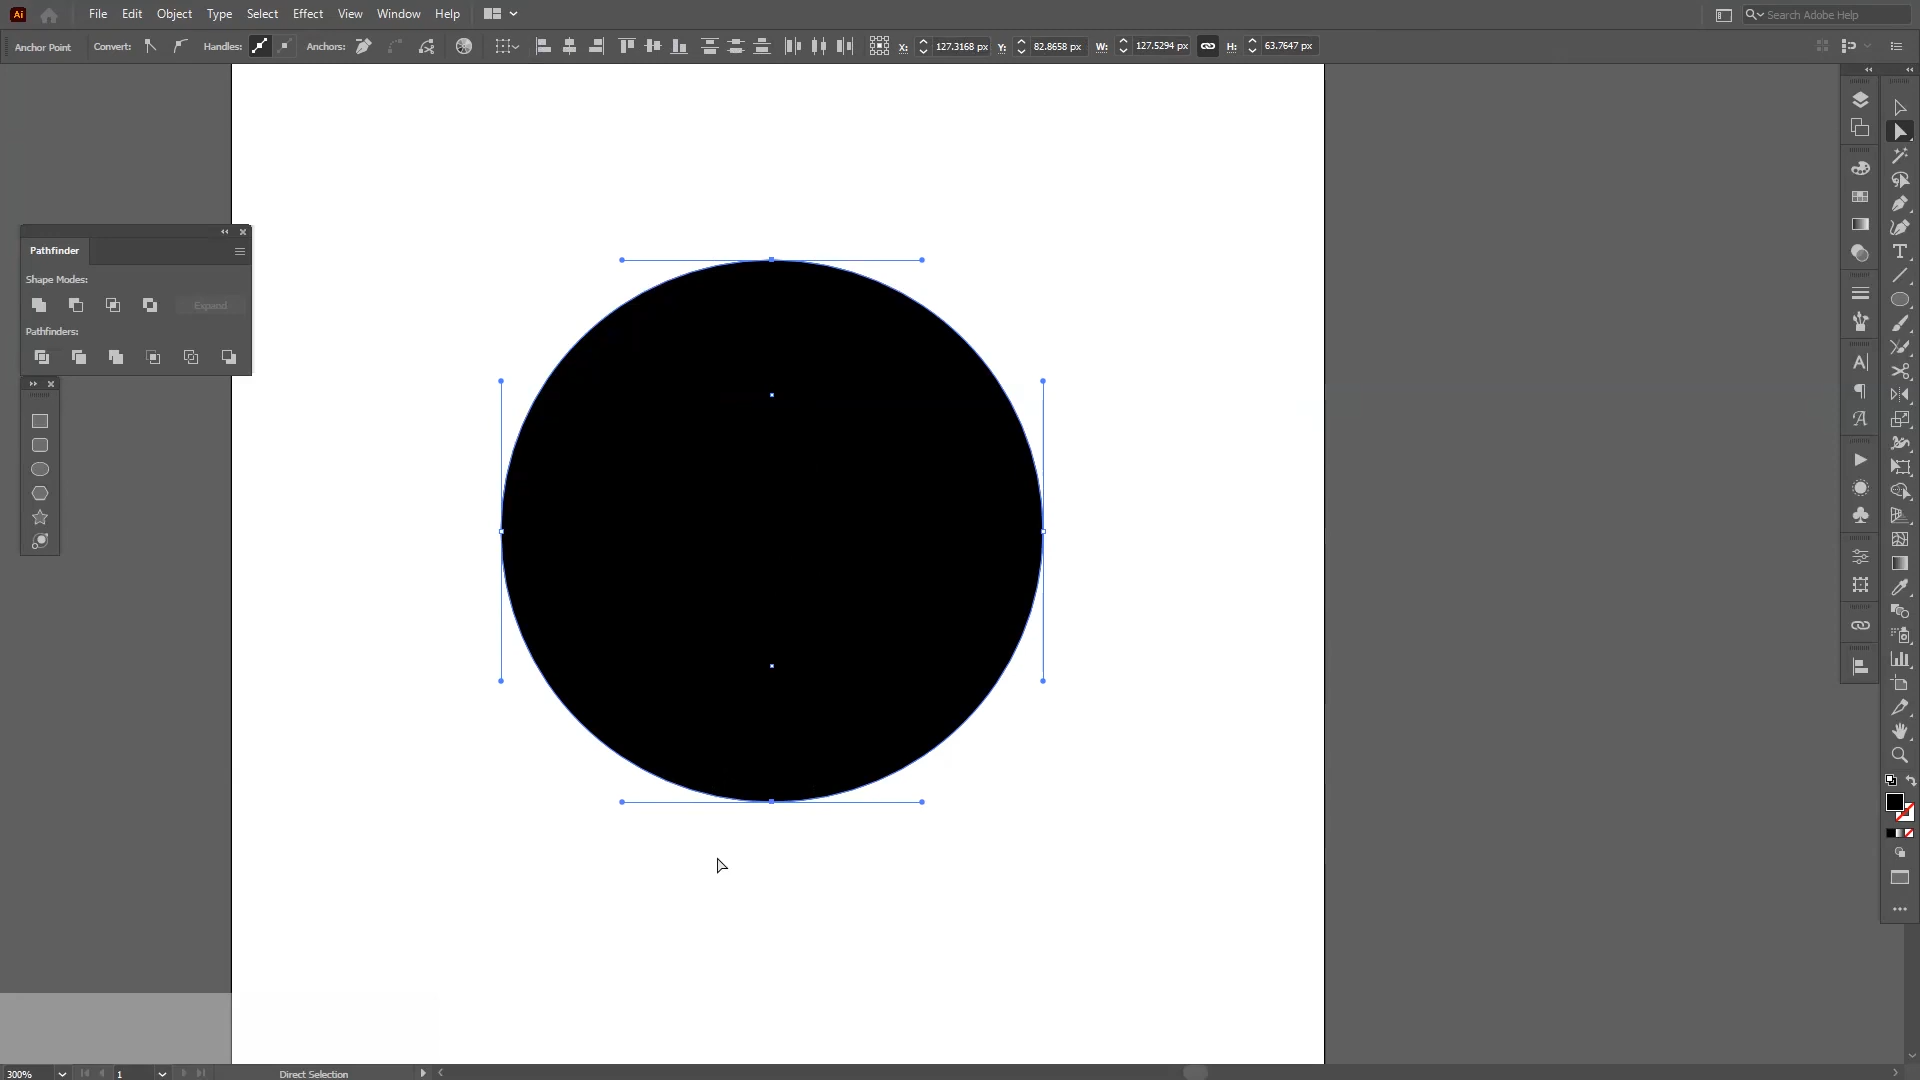 Ai File Edit Object Type Select Effect View Window Help Search Adobe Help
Anchor Point Convert: Handles: Anchors: X: 127.3168 px Y: 82.8658 px W: 127.5294 px H: 63.7647 px
Pathfinder
Shape Modes:
Expand
Pathfinders:
300% 1 Direct Selection